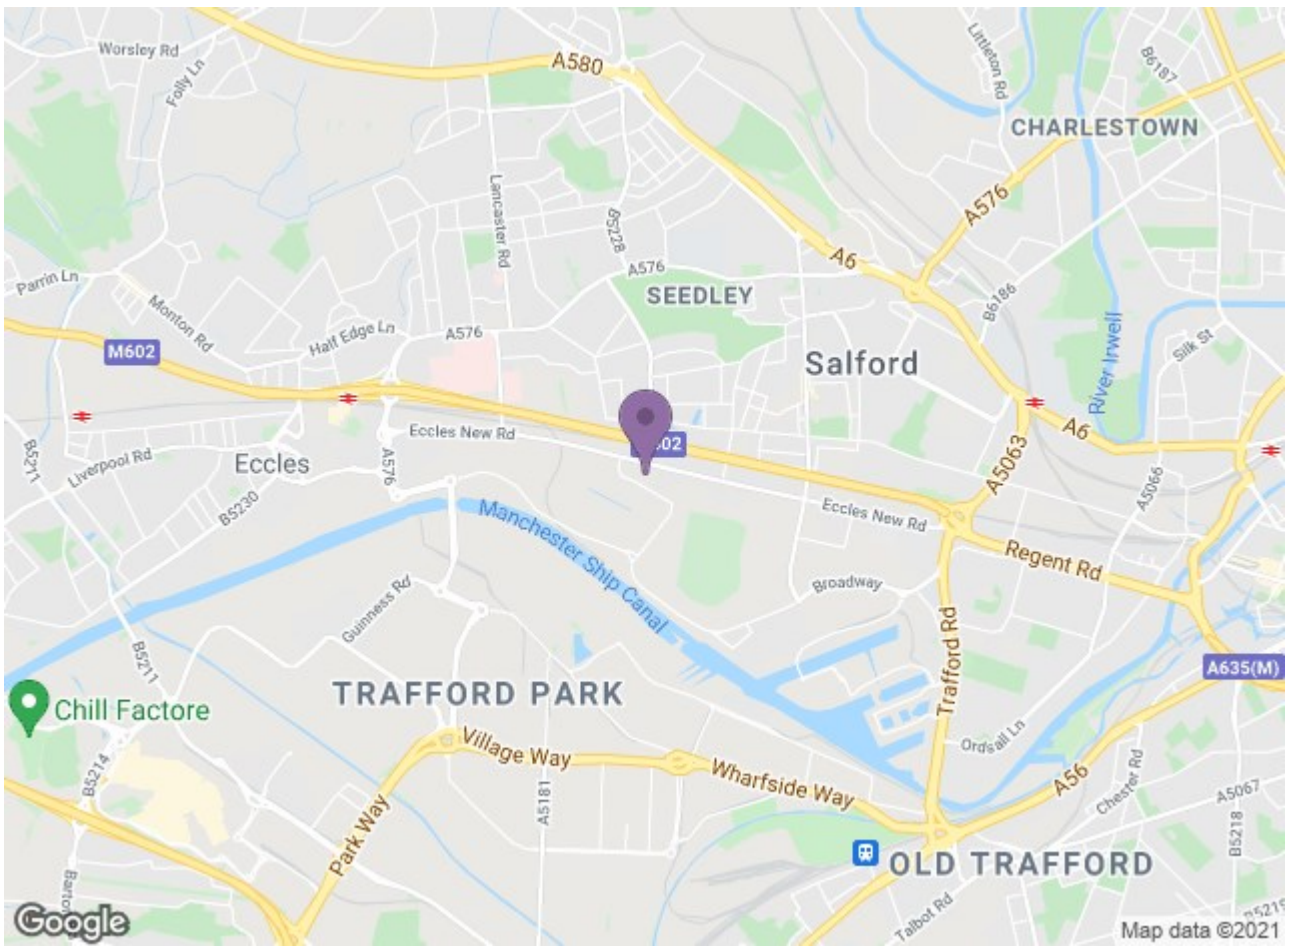 Worsley Rd
A580
Littleton Rd
B6187
Folly Ln
CHARLESTOWN
Lancaster Rd
B5228
A576
A6
A576
Parrin Ln
SEEDLEY
B6186
Monton Rd
Half Edge Ln
A576
River Irwell
Silk St
M602
Salford
A6
Eccles New Rd
A5063
B5211
Liverpool Rd
Eccles
A576
B5230
A5066
Manchester Ship Canal
Eccles New Rd
Regent Rd
Guinness Rd
Broadway
Trafford Rd
B5211
A635(M)
TRAFFORD PARK
Chill Factore
Village Way
Ordsall Ln
B5214
Wharfside Way
A56
Chester Rd
A5067
A5181
Park Way
B5218
OLD TRAFFORD
Talbot Rd
B5219
Google
Map data ©2021